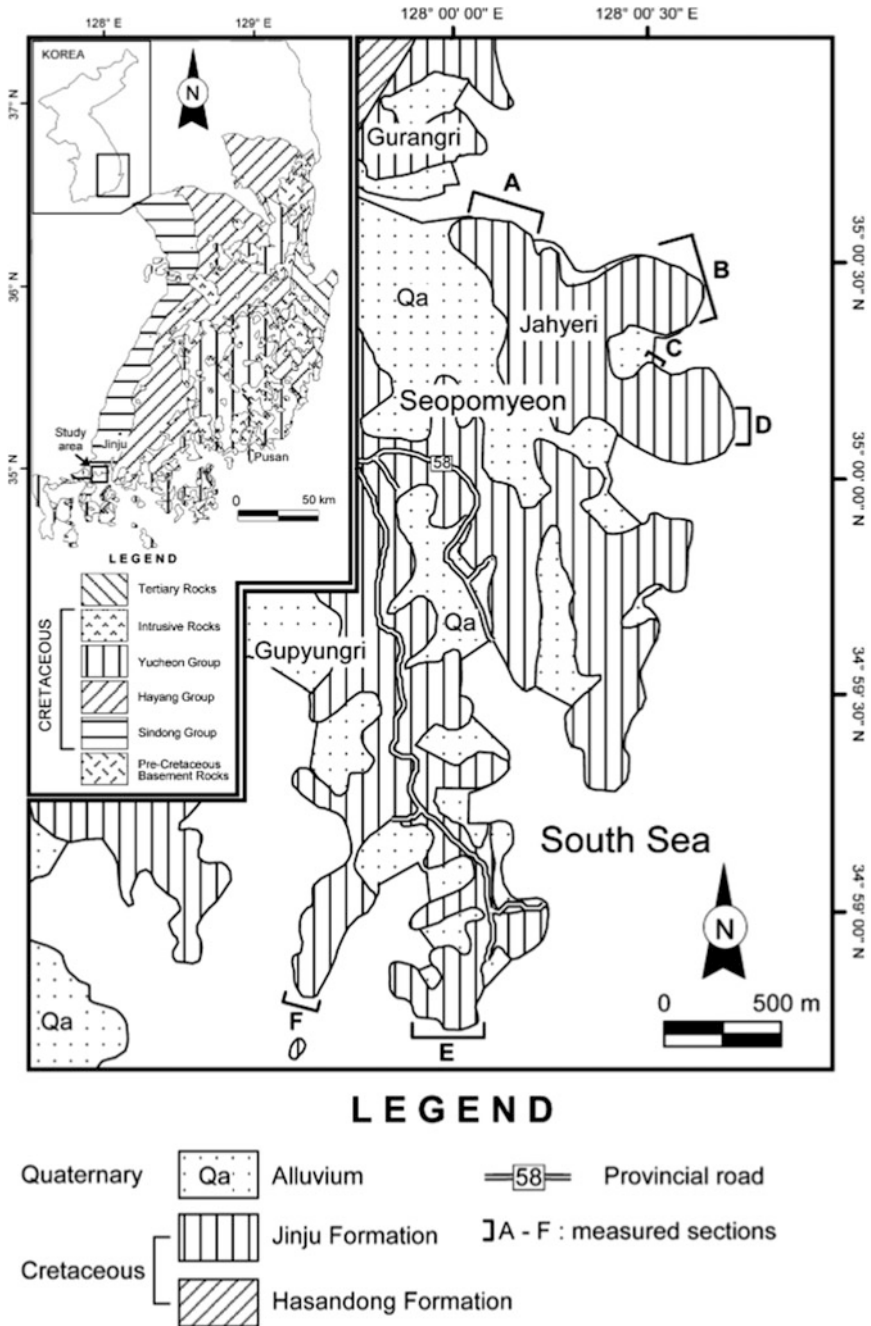 128° E
129° E
128° 00' 00" E
128° 00' 30" E
KOREA
N
37° N
36° N
35° N
Study
area
Jinju
Pusan
0 50 km
LEGEND
Tertiary Rocks
CRETACEOUS
Intrusive Rocks
Yucheon Group
Hayang Group
Sindong Group
Pre-Cretaceous
Basement Rocks
Gurangri
A
B
35° 00' 30" N
Qa
Jahyeri
C
Seopomyeon
D
58
35° 00' 00" N
Qa
Gupyungri
34° 59' 30" N
South Sea
N
34° 59' 00" N
0 500 m
Qa
F
E
LEGEND
Quaternary Qa Alluvium 58 Provincial road
Jinju Formation ]A - F : measured sections
Cretaceous
Hasandong Formation